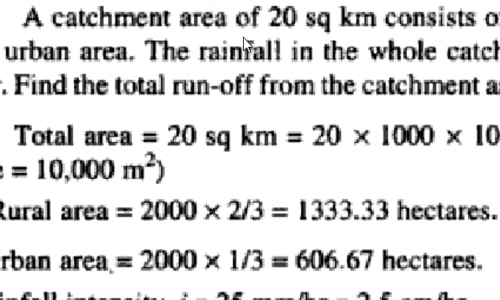 A catchment area of 20 sq km consists o
urban area. The rainfall in the whole catch
. Find the total run-off from the catchment a
Total area = 20 sq km = 20 × 1000 × 10
= 10,000 m²)
Rural area = 2000 × 2/3 = 1333.33 hectares.
rban area = 2000 × 1/3 = 606.67 hectares.